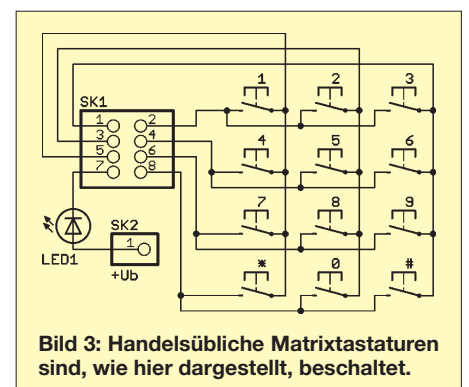 SK1
1 2
3 4
5 6
7 8
1 2 3
4 5 6
7 8 9
* 0 #
LED1
SK2
1
+Ub
Bild 3: Handelsübliche Matrixtastaturen
sind, wie hier dargestellt, beschaltet.